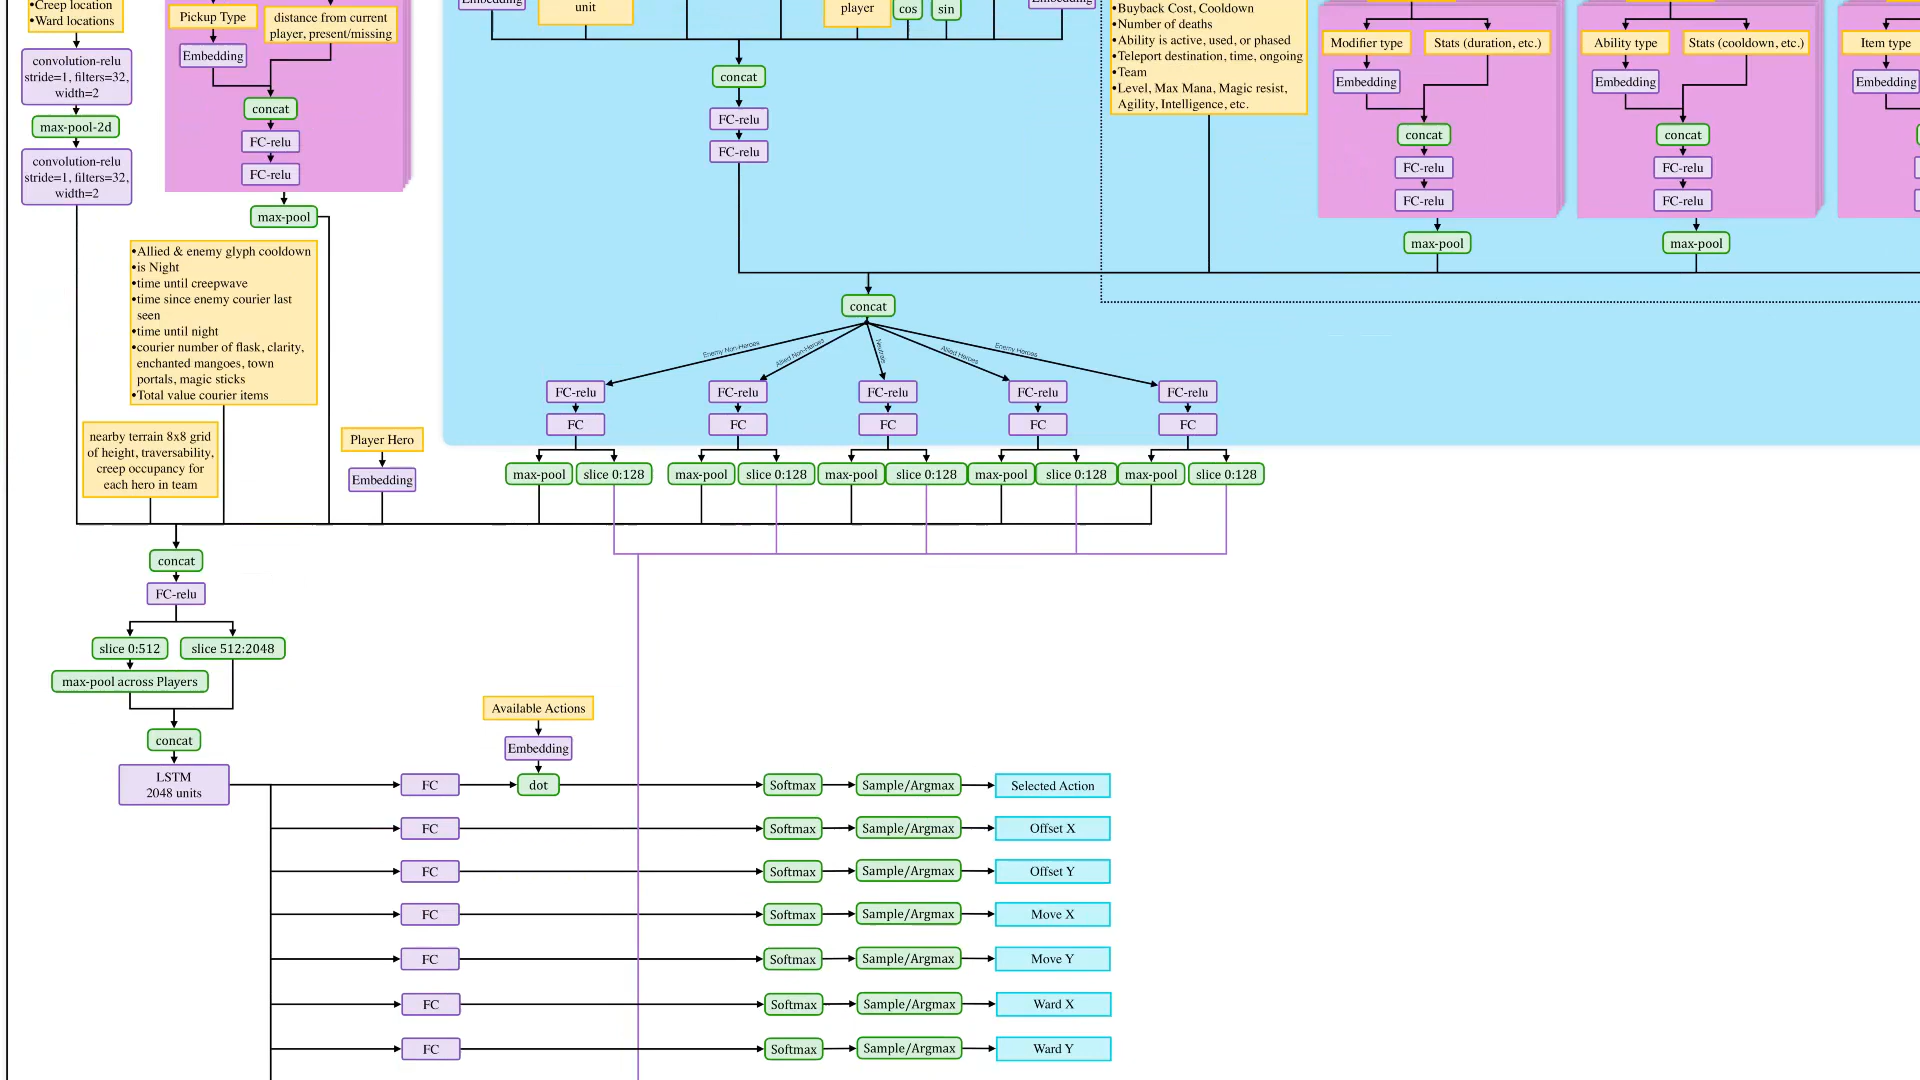 •Creep location
•Ward locations
convolution-relu
stride=1, filters=32,
width=2
max-pool-2d
convolution-relu
stride=1, filters=32,
width=2
Pickup Type
distance from current
player, present/missing
Embedding
concat
FC-relu
FC-relu
max-pool
•Allied & enemy glyph cooldown
•is Night
•time until creepwave
•time since enemy courier last
seen
•time until night
•courier number of flask, clarity,
enchanted mangoes, town
portals, magic sticks
•Total value courier items
nearby terrain 8x8 grid
of height, traversability,
creep occupancy for
each hero in team
Player Hero
Embedding
Embedding
unit
player
cos
sin
Embedding
concat
FC-relu
FC-relu
•Buyback Cost, Cooldown
•Number of deaths
•Ability is active, used, or phased
•Teleport destination, time, ongoing
•Team
•Level, Max Mana, Magic resist,
Agility, Intelligence, etc.
Modifier type
Stats (duration, etc.)
Embedding
concat
FC-relu
FC-relu
max-pool
Ability type
Stats (cooldown, etc.)
Embedding
concat
FC-relu
FC-relu
max-pool
Item type
Embedding
concat
Enemy Non-Heroes
Allied Non-Heroes
Neutrals
Allied Heroes
Enemy Heroes
FC-relu
FC-relu
FC-relu
FC-relu
FC-relu
FC
FC
FC
FC
FC
max-pool
slice 0:128
max-pool
slice 0:128
max-pool
slice 0:128
max-pool
slice 0:128
max-pool
slice 0:128
concat
FC-relu
slice 0:512
slice 512:2048
max-pool across Players
concat
LSTM
2048 units
Available Actions
Embedding
FC
dot
Softmax
Sample/Argmax
Selected Action
FC
Softmax
Sample/Argmax
Offset X
FC
Softmax
Sample/Argmax
Offset Y
FC
Softmax
Sample/Argmax
Move X
FC
Softmax
Sample/Argmax
Move Y
FC
Softmax
Sample/Argmax
Ward X
FC
Softmax
Sample/Argmax
Ward Y